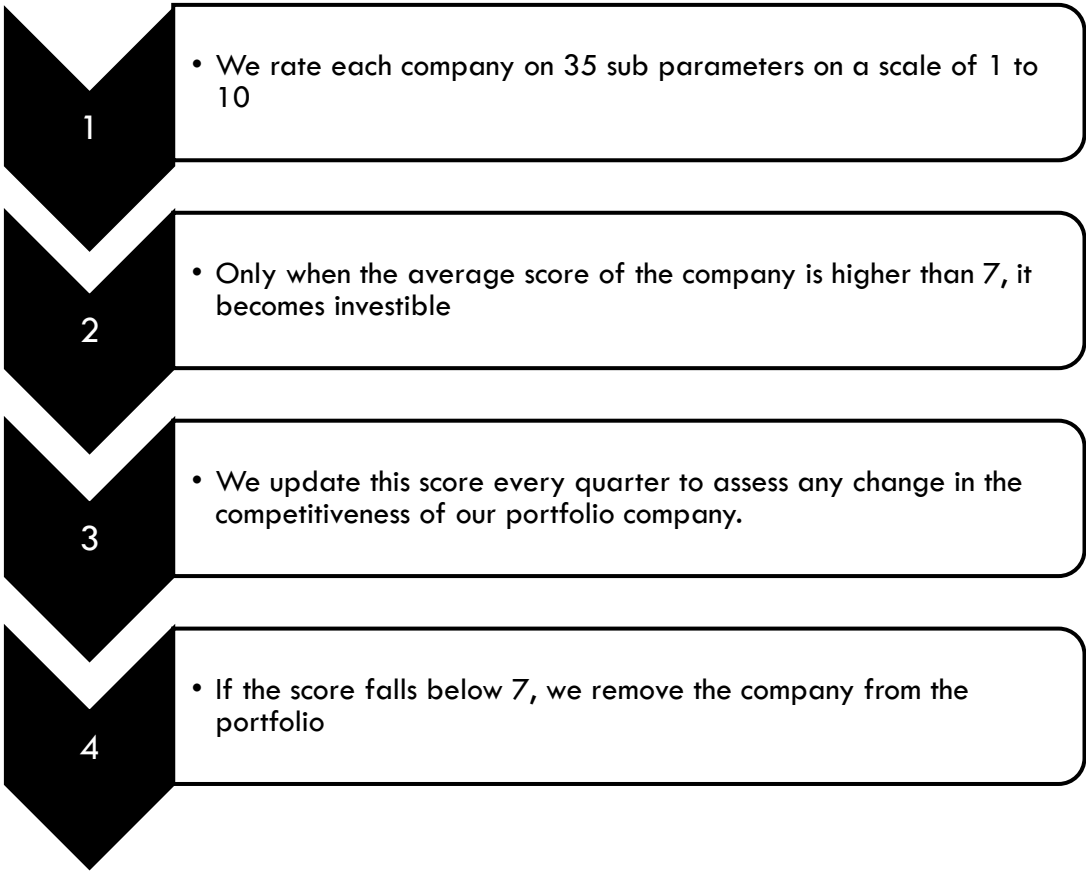 1
• We rate each company on 35 sub parameters on a scale of 1 to
10
2
• Only when the average score of the company is higher than 7, it
becomes investible
3
• We update this score every quarter to assess any change in the
competitiveness of our portfolio company.
4
• If the score falls below 7, we remove the company from the
portfolio